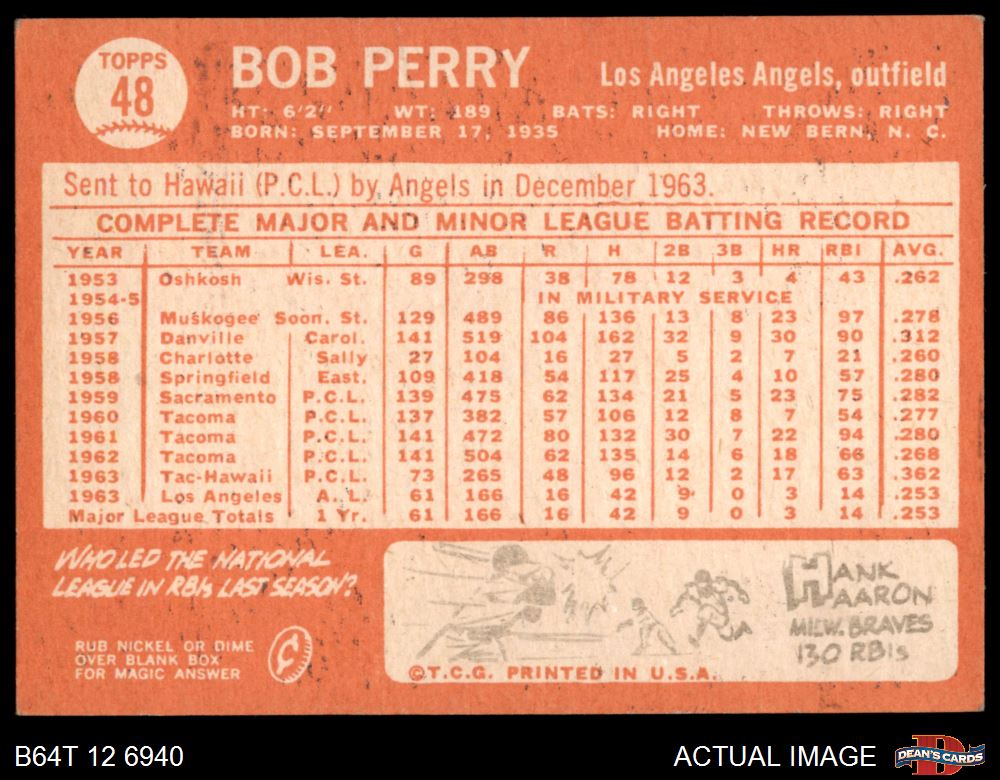 TOPPS
48
BOB PERRY
Los Angeles Angels, outfield
HT: 6'2" WT: 189 BATS: RIGHT THROWS: RIGHT
BORN: SEPTEMBER 17, 1935 HOME: NEW BERN, N. C.
Sent to Hawaii (P.C.L.) by Angels in December 1963.
COMPLETE MAJOR AND MINOR LEAGUE BATTING RECORD
YEAR TEAM LEA. G AB R H 2B 3B HR RBI AVG.
1953 Oshkosh Wis. St. 89 298 38 78 12 3 4 43 .262
1954-5 IN MILITARY SERVICE
1956 Muskogee Soon. St. 129 489 86 136 13 8 23 97 .278
1957 Danville Carol. 141 519 104 162 32 9 30 90 .312
1958 Charlotte Sally 27 104 16 27 5 2 7 21 .260
1958 Springfield East. 109 418 54 117 25 4 10 57 .280
1959 Sacramento P.C.L. 139 475 62 134 21 5 23 75 .282
1960 Tacoma P.C.L. 137 382 57 106 12 8 7 54 .277
1961 Tacoma P.C.L. 141 472 80 132 30 7 22 94 .280
1962 Tacoma P.C.L. 141 504 62 135 14 6 18 66 .268
1963 Tac-Hawaii P.C.L. 73 265 48 96 12 2 17 63 .362
1963 Los Angeles A. L. 61 166 16 42 9 0 3 14 .253
Major League Totals 1 Yr. 61 166 16 42 9 0 3 14 .253
WHO LED THE NATIONAL
LEAGUE IN RBIs LAST SEASON?
RUB NICKEL OR DIME
OVER BLANK BOX
FOR MAGIC ANSWER
HANK
AARON
MILW. BRAVES
130 RBIs
©T.C.G. PRINTED IN U.S.A.
B64T 12 6940
ACTUAL IMAGE
DEAN'S CARDS